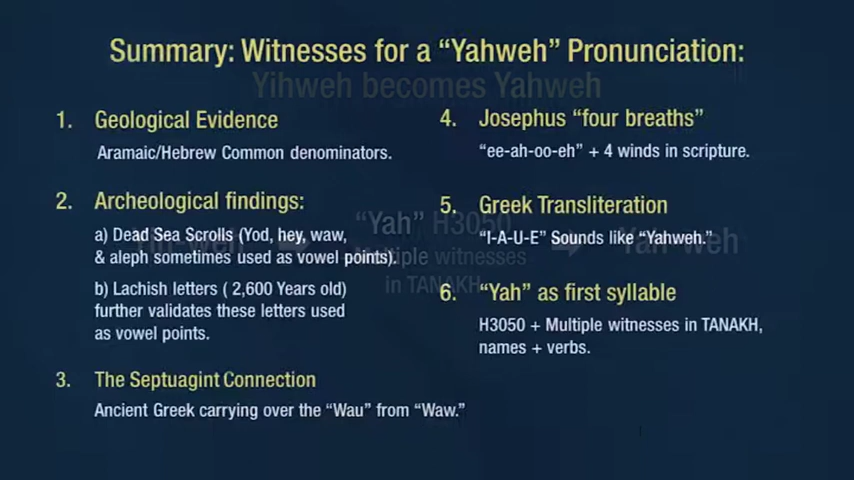 Summary: Witnesses for a “Yahweh” Pronunciation:
Yihweh becomes Yahweh
1. Geological Evidence
Aramaic/Hebrew Common denominators.
2. Archeological findings:
a) Dead Sea Scrolls (Yod, hey, waw,
& aleph sometimes used as vowel points).
b) Lachish letters ( 2,600 Years old)
further validates these letters used
as vowel points.
3. The Septuagint Connection
Ancient Greek carrying over the “Wau” from “Waw.”
“Yah” H3050
Multiple witnesses
in TANAKH
Yah-weh
4. Josephus “four breaths”
“ee-ah-oo-eh” + 4 winds in scripture.
5. Greek Transliteration
“I-A-U-E” Sounds like “Yahweh.”
6. “Yah” as first syllable
H3050 + Multiple witnesses in TANAKH,
names + verbs.